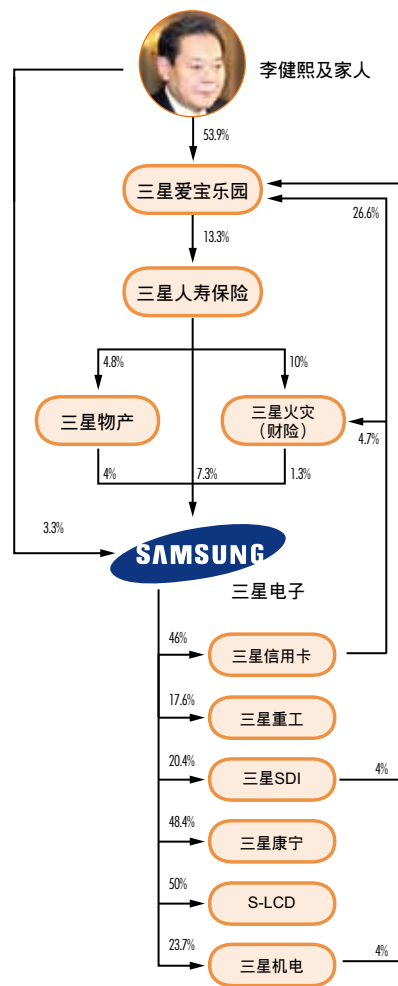 李健熙及家人
53.9%
三星爱宝乐园
26.6%
13.3%
三星人寿保险
4.8%
10%
三星物产
三星火灾
（财险）
4.7%
4%
7.3%
1.3%
3.3%
SAMSUNG
三星电子
46%
三星信用卡
17.6%
三星重工
20.4%
三星SDI
4%
48.4%
三星康宁
50%
S-LCD
23.7%
三星机电
4%